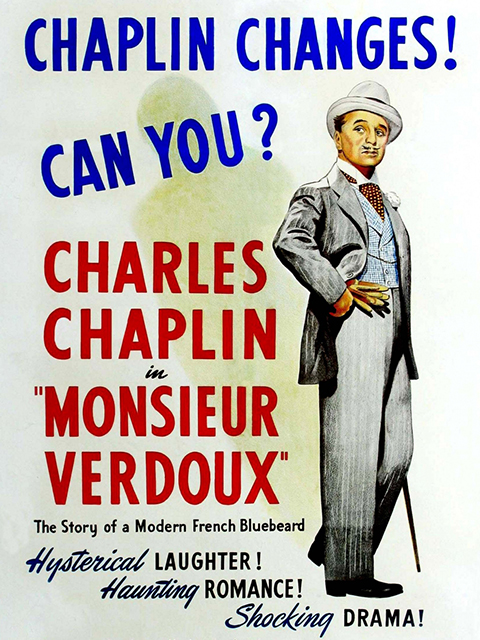 CHAPLIN CHANGES!
CAN YOU?
CHARLES
CHAPLIN
in
"MONSIEUR
VERDOUX"
The Story of a Modern French Bluebeard
Hysterical LAUGHTER!
Haunting ROMANCE!
Shocking DRAMA!